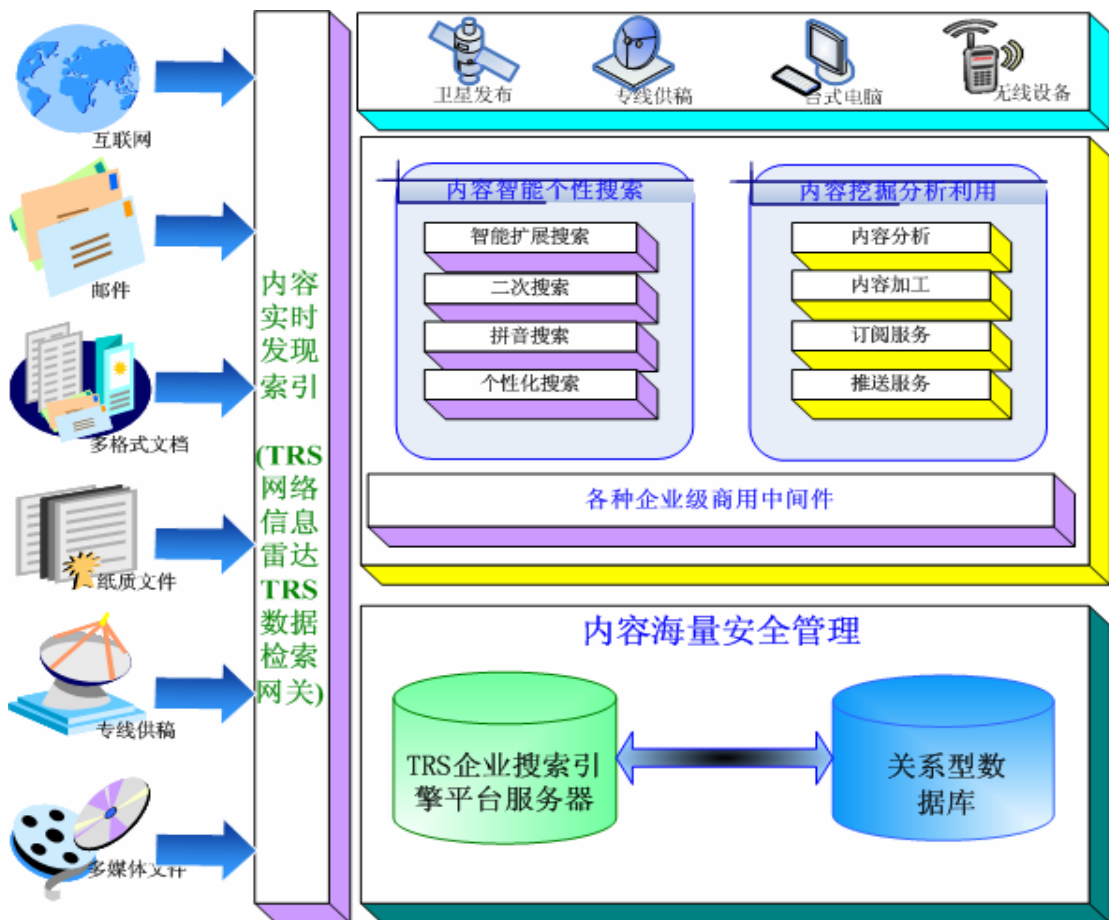 互联网
邮件
多格式文档
纸质文件
专线供稿
多媒体文件
内容
实时
发现
索引
(TRS
网络
信息
雷达
TRS
数据
检索
网关)
卫星发布
专线供稿
台式电脑
无线设备
内容智能个性搜索
智能扩展搜索
二次搜索
拼音搜索
个性化搜索
内容挖掘分析利用
内容分析
内容加工
订阅服务
推送服务
各种企业级商用中间件
内容海量安全管理
TRS企业搜索引
擎平台服务器
关系型数
据库